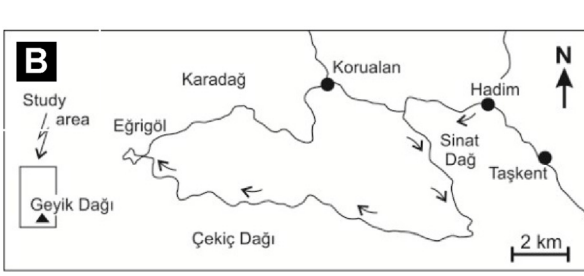 B
Karadağ
Korualan
N
Study
area
Hadim
Eğrigöl
Sinat
Dağ
Taşkent
Geyik Dağı
Çekiç Dağı
2 km